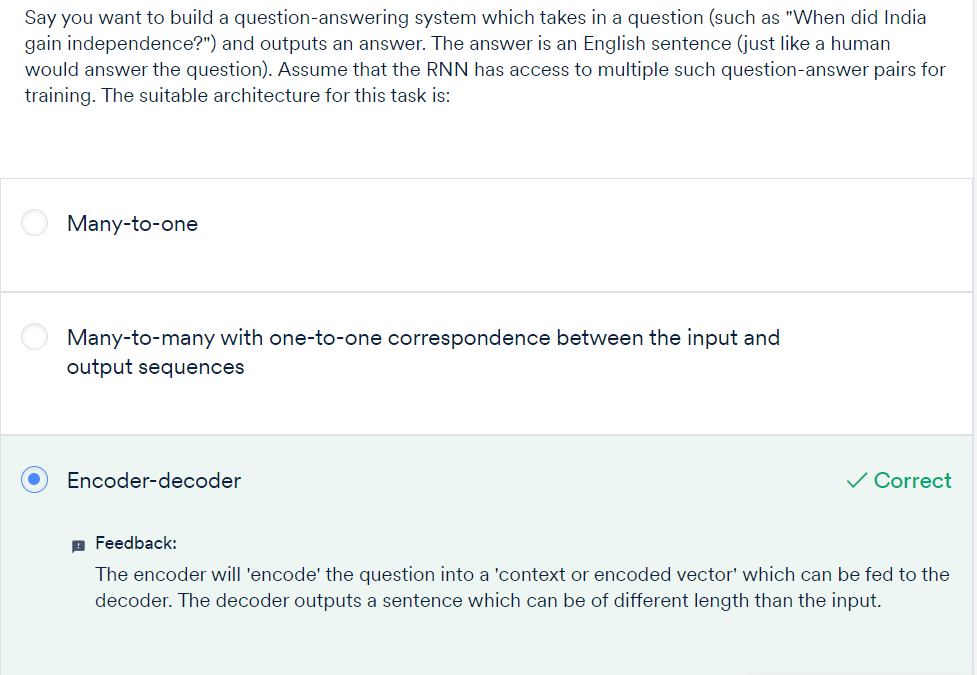 Say you want to build a question-answering system which takes in a question (such as "When did India
gain independence?") and outputs an answer. The answer is an English sentence (just like a human
would answer the question). Assume that the RNN has access to multiple such question-answer pairs for
training. The suitable architecture for this task is:
Many-to-one
Many-to-many with one-to-one correspondence between the input and
output sequences
Encoder-decoder
✓ Correct
Feedback:
The encoder will 'encode' the question into a 'context or encoded vector' which can be fed to the
decoder. The decoder outputs a sentence which can be of different length than the input.